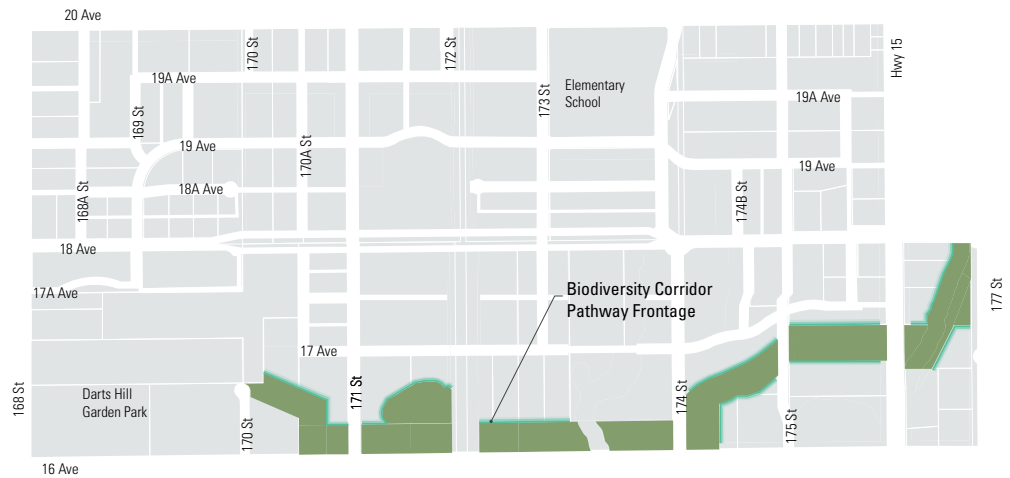 20 Ave
170 St
172 St
Hwy 15
19A Ave
Elementary
School
19A Ave
169 St
173 St
19 Ave
170A St
19 Ave
18A Ave
168A St
174B St
18 Ave
17A Ave
Biodiversity Corridor
Pathway Frontage
177 St
17 Ave
168 St
Darts Hill
Garden Park
171 St
174 St
170 St
175 St
16 Ave